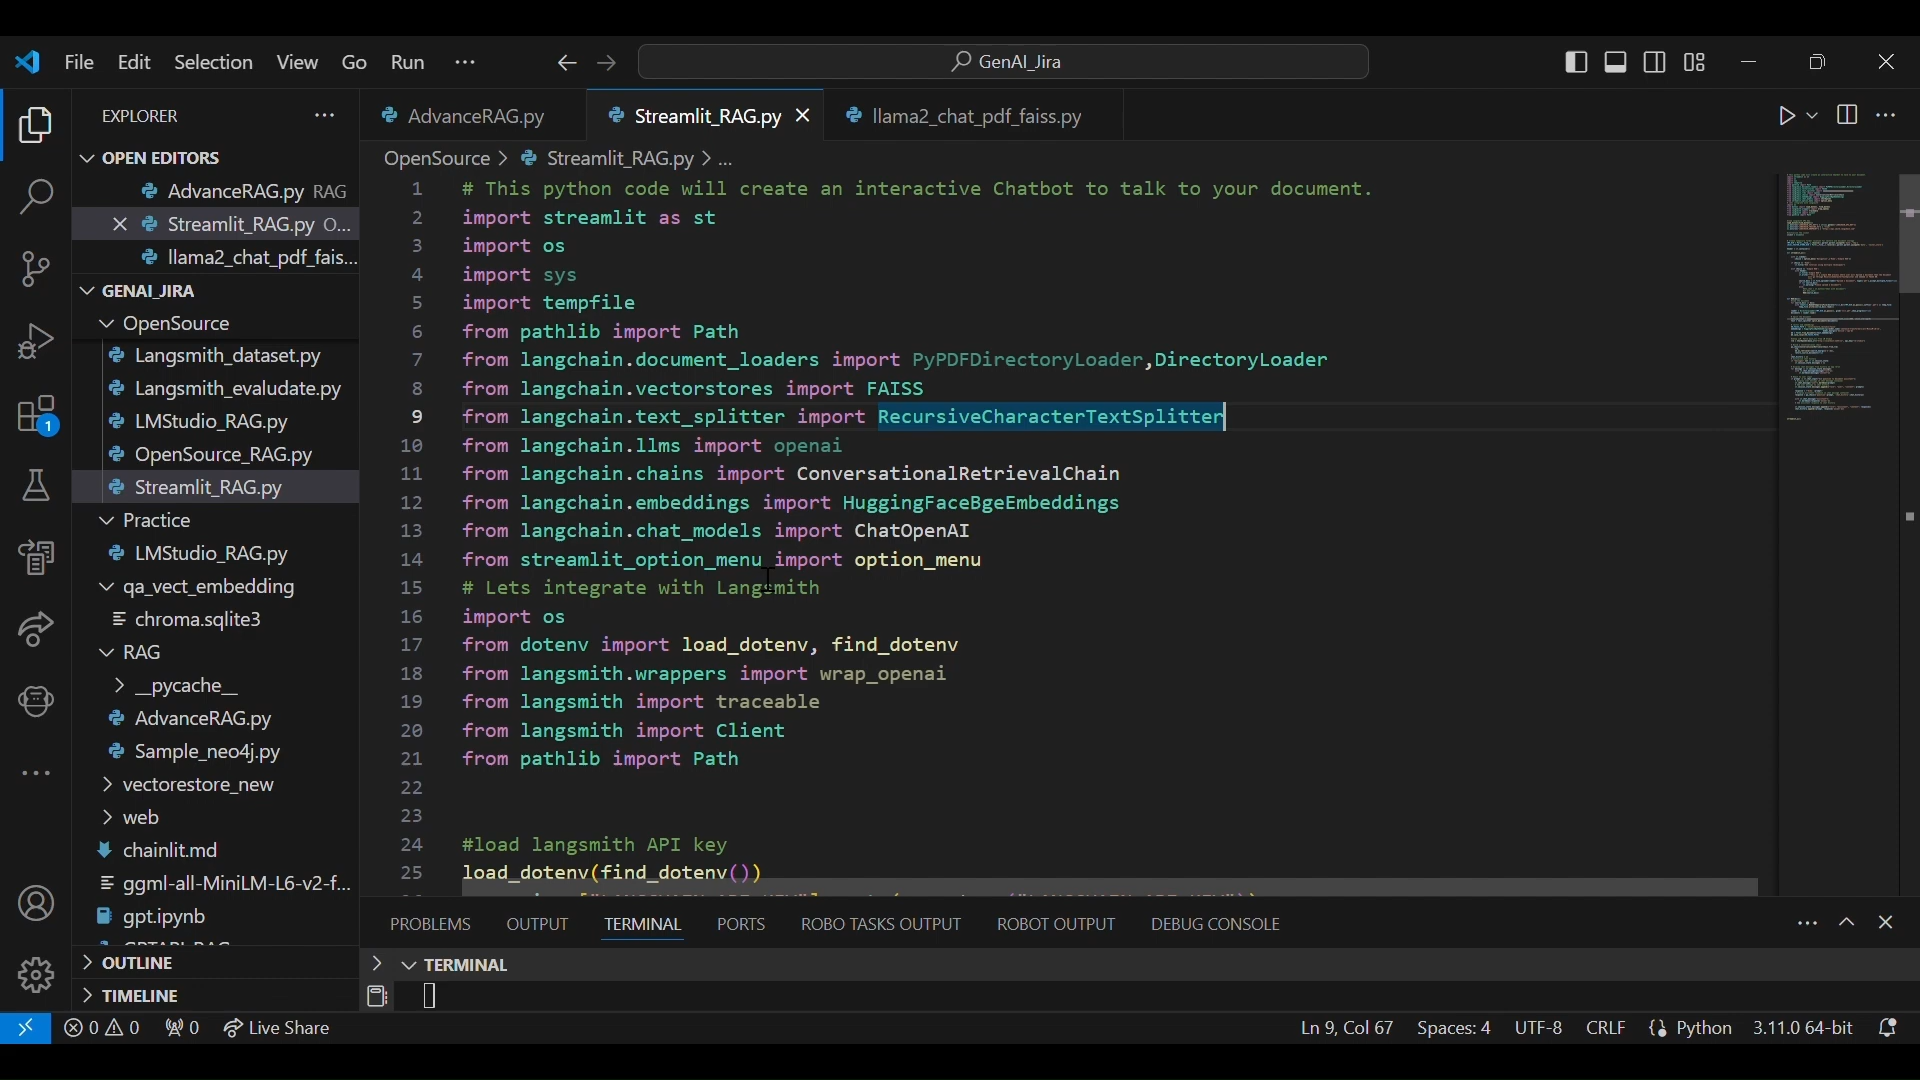 File Edit Selection View Go Run ··· GenAI_Jira
EXPLORER
AdvanceRAG.py Streamlit_RAG.py llama2_chat_pdf_faiss.py
OpenSource > Streamlit_RAG.py > ...
OPEN EDITORS
AdvanceRAG.py RAG
Streamlit_RAG.py O...
llama2_chat_pdf_fais...
GENAI_JIRA
OpenSource
Langsmith_dataset.py
Langsmith_evaludate.py
LMStudio_RAG.py
OpenSource_RAG.py
Streamlit_RAG.py
Practice
LMStudio_RAG.py
qa_vect_embedding
chroma.sqlite3
RAG
__pycache__
AdvanceRAG.py
Sample_neo4j.py
vectorestore_new
web
chainlit.md
ggml-all-MiniLM-L6-v2-f...
gpt.ipynb
OUTLINE
TIMELINE
1
1 # This python code will create an interactive Chatbot to talk to your document.
2 import streamlit as st
3 import os
4 import sys
5 import tempfile
6 from pathlib import Path
7 from langchain.document_loaders import PyPDFDirectoryLoader,DirectoryLoader
8 from langchain.vectorstores import FAISS
9 from langchain.text_splitter import RecursiveCharacterTextSplitter
10 from langchain.llms import openai
11 from langchain.chains import ConversationalRetrievalChain
12 from langchain.embeddings import HuggingFaceBgeEmbeddings
13 from langchain.chat_models import ChatOpenAI
14 from streamlit_option_menu import option_menu
15 # Lets integrate with Langsmith
16 import os
17 from dotenv import load_dotenv, find_dotenv
18 from langsmith.wrappers import wrap_openai
19 from langsmith import traceable
20 from langsmith import Client
21 from pathlib import Path
22
23
24 #load langsmith API key
25 load_dotenv(find_dotenv())
PROBLEMS OUTPUT TERMINAL PORTS ROBO TASKS OUTPUT ROBOT OUTPUT DEBUG CONSOLE
TERMINAL
0 0 0 Live Share Ln 9, Col 67 Spaces: 4 UTF-8 CRLF Python 3.11.0 64-bit